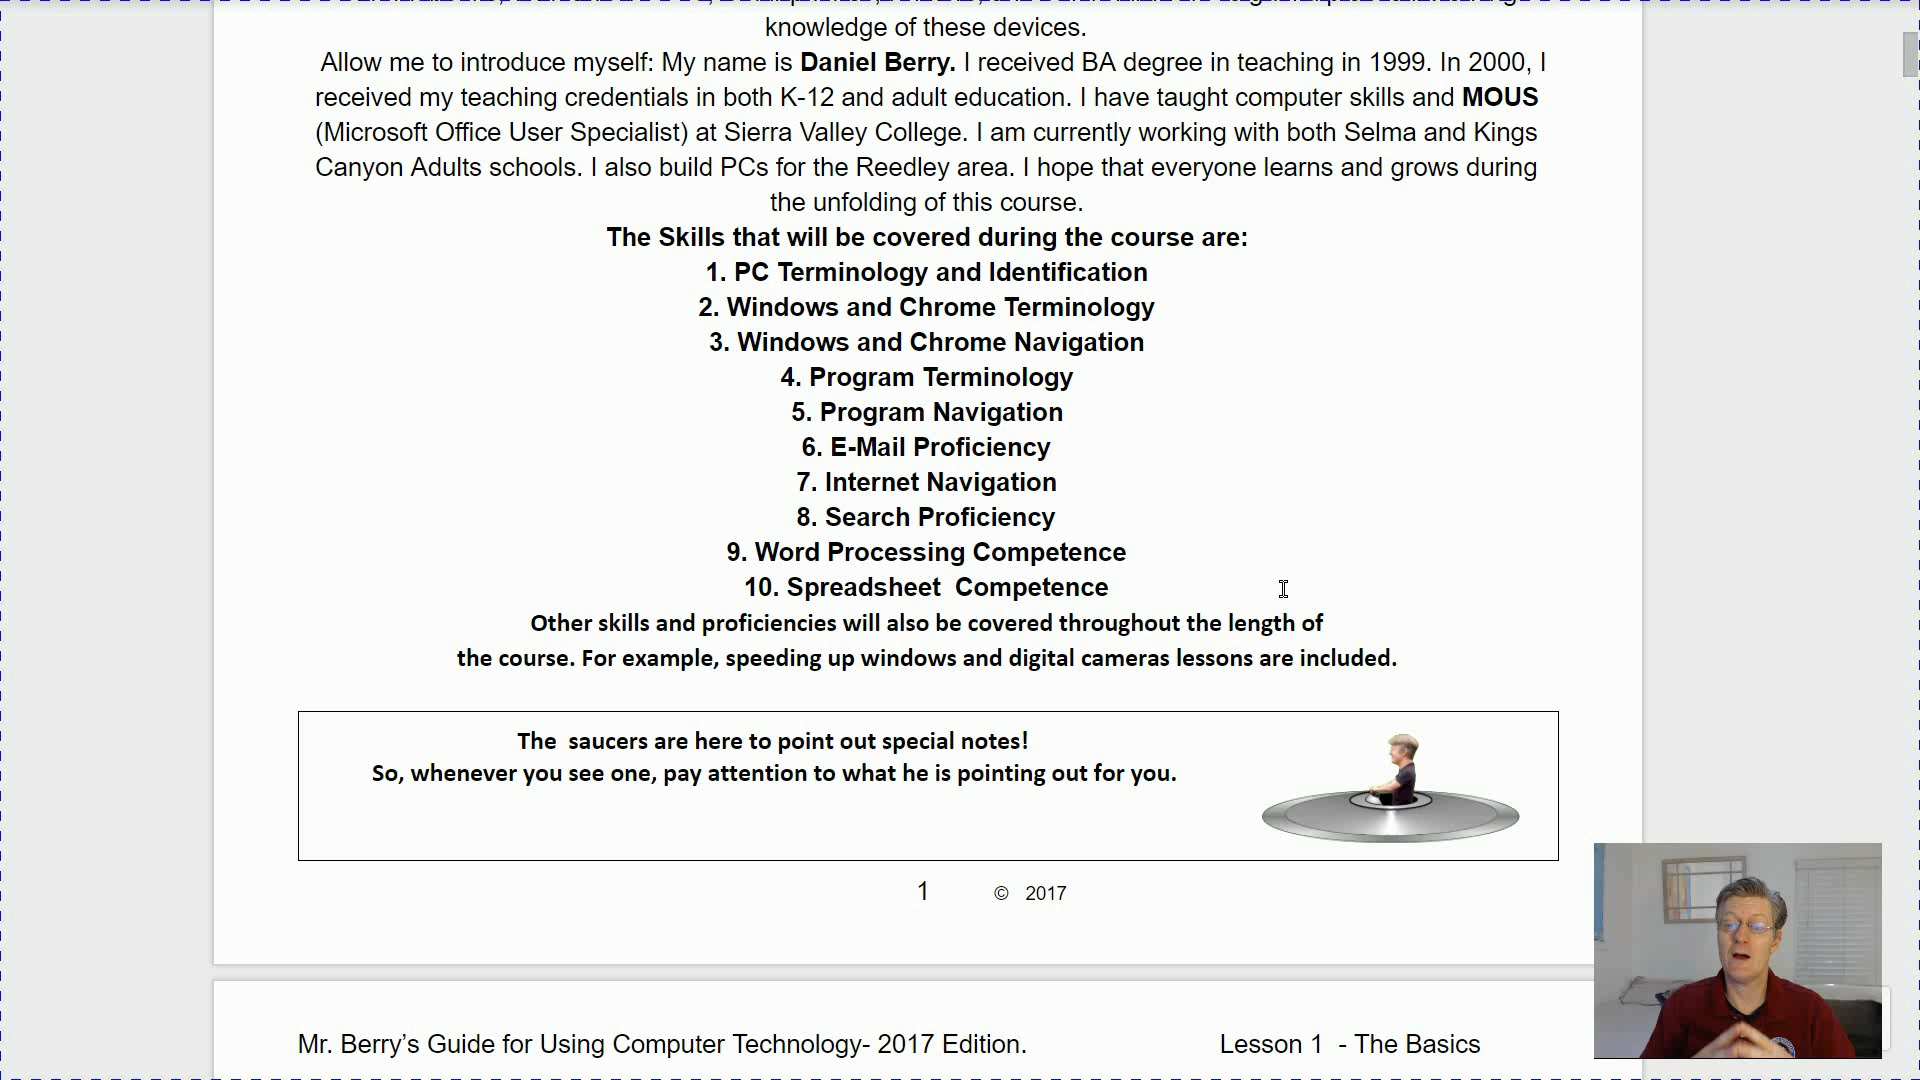 knowledge of these devices.
Allow me to introduce myself: My name is Daniel Berry. I received BA degree in teaching in 1999. In 2000, I
received my teaching credentials in both K-12 and adult education. I have taught computer skills and MOUS
(Microsoft Office User Specialist) at Sierra Valley College. I am currently working with both Selma and Kings
Canyon Adults schools. I also build PCs for the Reedley area. I hope that everyone learns and grows during
the unfolding of this course.
The Skills that will be covered during the course are:
1. PC Terminology and Identification
2. Windows and Chrome Terminology
3. Windows and Chrome Navigation
4. Program Terminology
5. Program Navigation
6. E-Mail Proficiency
7. Internet Navigation
8. Search Proficiency
9. Word Processing Competence
10. Spreadsheet  Competence
Other skills and proficiencies will also be covered throughout the length of
the course. For example, speeding up windows and digital cameras lessons are included.
The  saucers are here to point out special notes!
So, whenever you see one, pay attention to what he is pointing out for you.
1 © 2017
Mr. Berry’s Guide for Using Computer Technology- 2017 Edition. Lesson 1  - The Basics